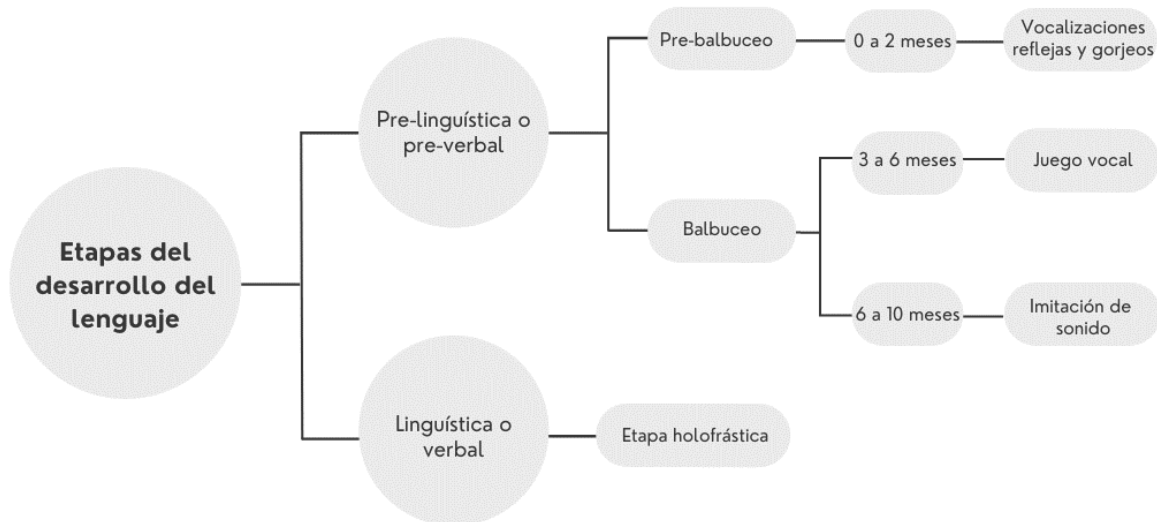 Etapas del
desarrollo del
lenguaje
Pre-linguística o
pre-verbal
Pre-balbuceo
0 a 2 meses
Vocalizaciones
reflejas y gorjeos
Balbuceo
3 a 6 meses
Juego vocal
6 a 10 meses
Imitación de
sonido
Linguística o
verbal
Etapa holofrástica